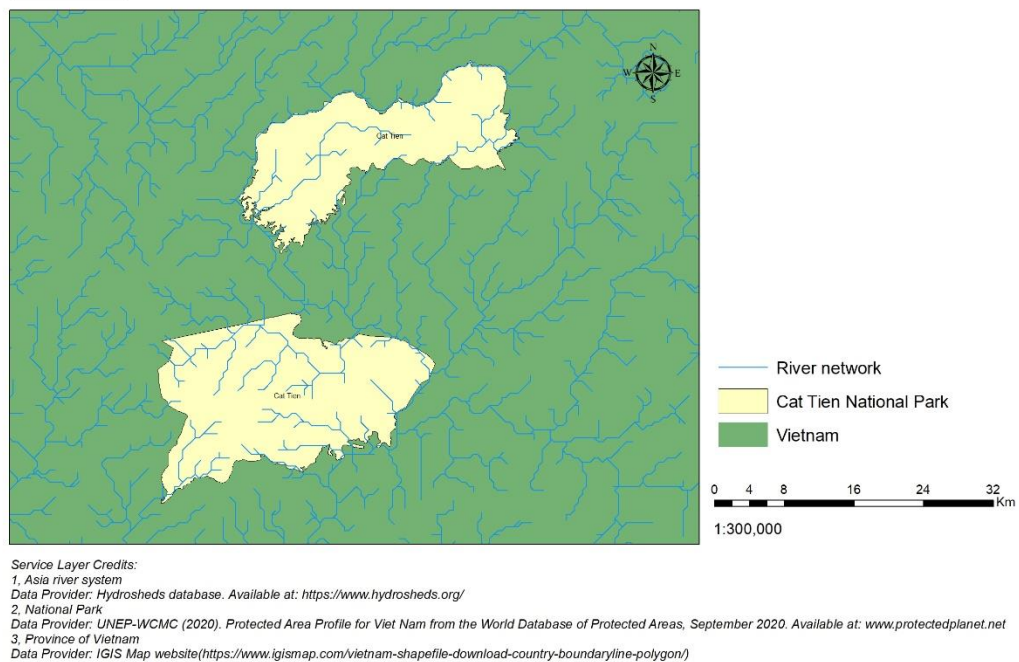 N
W E
S
Cat Tien
Cat Tien
River network
Cat Tien National Park
Vietnam
0 4 8 16 24 32
Km
1:300,000
Service Layer Credits:
1, Asia river system
Data Provider: Hydrosheds database. Available at: https://www.hydrosheds.org/
2, National Park
Data Provider: UNEP-WCMC (2020). Protected Area Profile for Viet Nam from the World Database of Protected Areas, September 2020. Available at: www.protectedplanet.net
3, Province of Vietnam
Data Provider: IGIS Map website(https://www.igismap.com/vietnam-shapefile-download-country-boundaryline-polygon/)